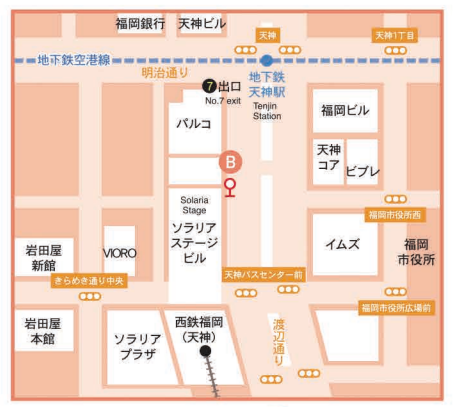 福岡銀行
天神ビル
天神
天神1丁目
地下鉄空港線
明治通り
地下鉄
天神駅
Tenjin
Station
7 出口
No.7 exit
パルコ
福岡ビル
天神
コア
ビブレ
B
Solaria
Stage
ソラリア
ステージ
ビル
福岡市役所西
イムズ
福岡
市役所
岩田屋
新館
VIORO
きらめき通り中央
天神バスセンター前
福岡市役所広場前
岩田屋
本館
ソラリア
プラザ
西鉄福岡
(天神)
渡辺通り